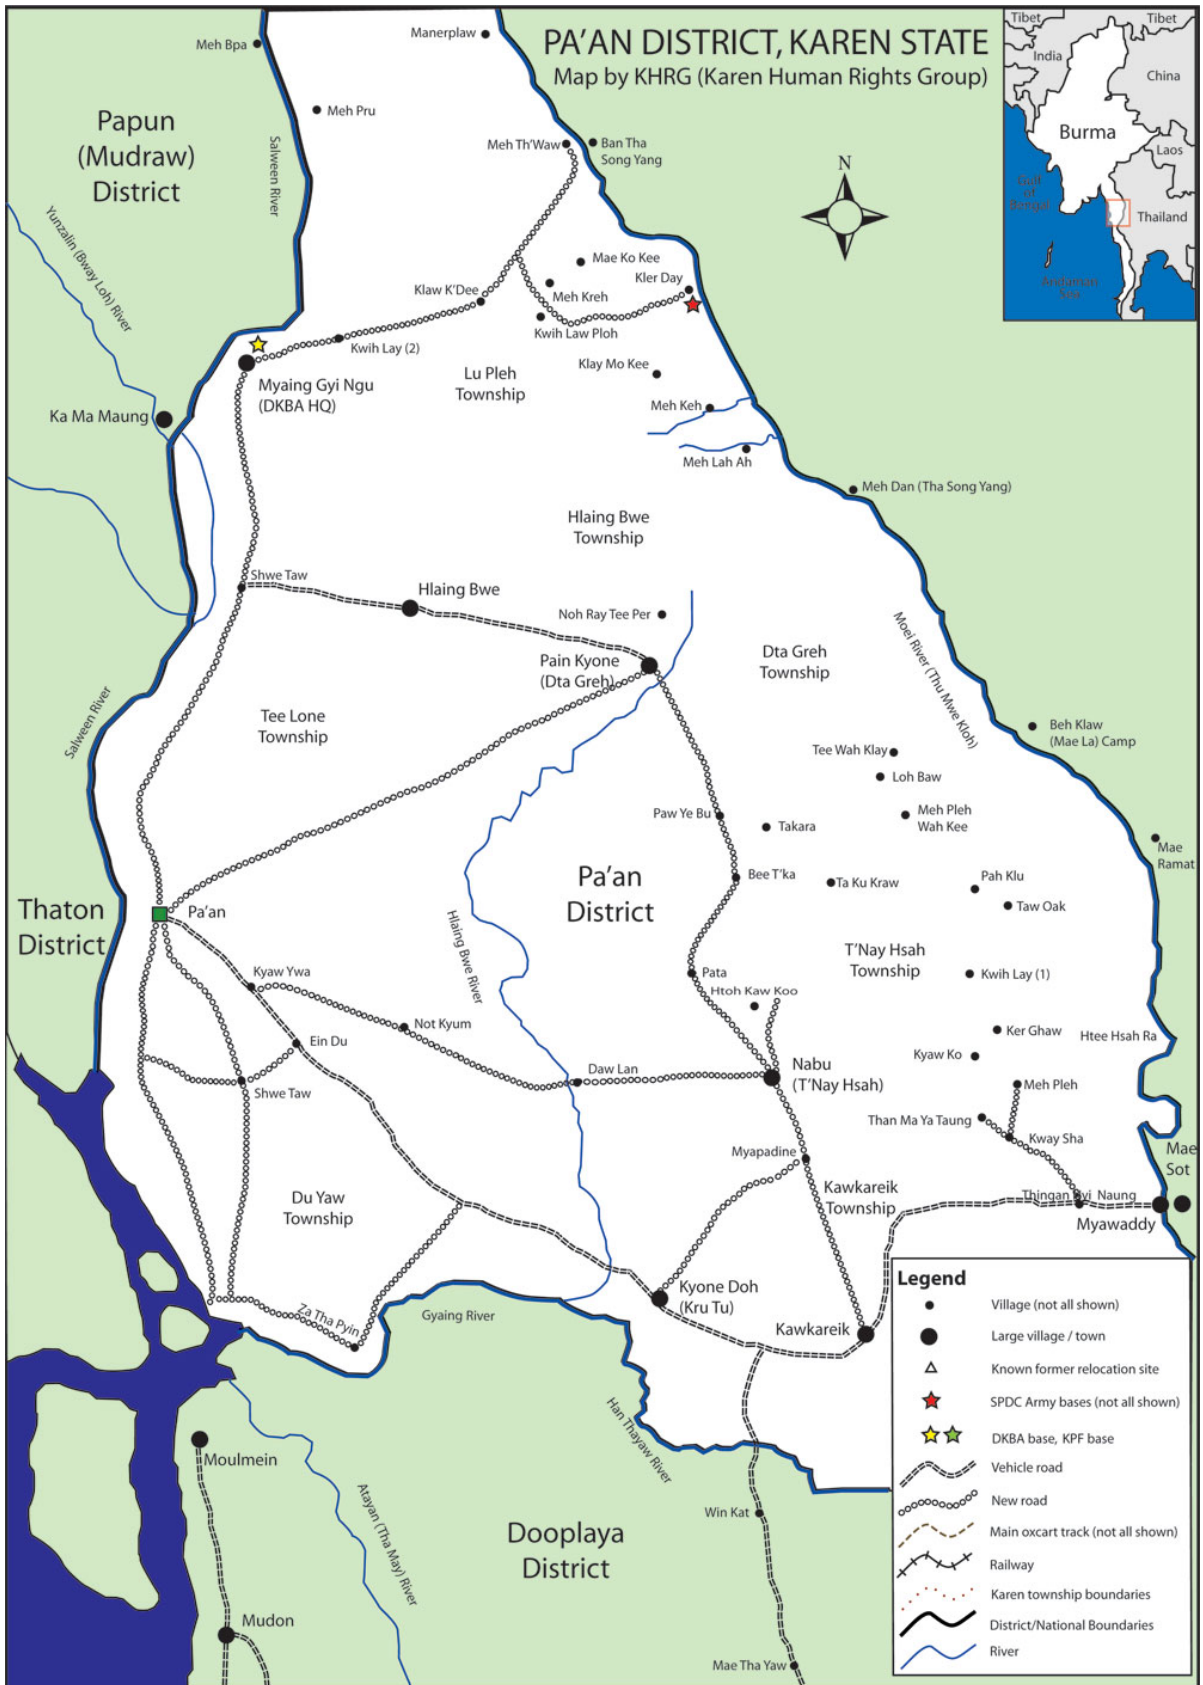 PA'AN DISTRICT, KAREN STATE
Map by KHRG (Karen Human Rights Group)
Tibet
Tibet
India
China
Burma
Laos
Gulf
of
Bengal
Thailand
Andaman
Sea
N
Meh Bpa
Manerplaw
Meh Pru
Papun
(Mudraw)
District
Salween River
Meh Th'Waw
Ban Tha
Song Yang
Yunzalin (Bway Loh) River
Mae Ko Kee
Kler Day
Klaw K'Dee
Meh Kreh
Kwih Law Ploh
Kwih Lay (2)
Klay Mo Kee
Lu Pleh
Township
Myaing Gyi Ngu
(DKBA HQ)
Ka Ma Maung
Meh Keh
Meh Lah Ah
Meh Dan (Tha Song Yang)
Hlaing Bwe
Township
Shwe Taw
Hlaing Bwe
Noh Ray Tee Per
Pain Kyone
(Dta Greh)
Dta Greh
Township
Moei River (Thu Mwe Kloh)
Salween River
Tee Lone
Township
Beh Klaw
(Mae La) Camp
Tee Wah Klay
Loh Baw
Paw Ye Bu
Takara
Meh Pleh
Wah Kee
Mae
Ramat
Pa'an
District
Bee T'ka
Ta Ku Kraw
Pah Klu
Taw Oak
Thaton
District
Pa'an
Hlaing Bwe River
T'Nay Hsah
Township
Kyaw Ywa
Pata
Kwih Lay (1)
Htoh Kaw Koo
Not Kyum
Ker Ghaw
Htee Hsah Ra
Ein Du
Kyaw Ko
Nabu
(T'Nay Hsah)
Daw Lan
Shwe Taw
Meh Pleh
Than Ma Ya Taung
Kway Sha
Myapadine
Mae
Sot
Du Yaw
Township
Kawkareik
Township
Thingan Nyi Naung
Myawaddy
Kyone Doh
(Kru Tu)
Za Tha Pyin
Gyaing River
Kawkareik
Han Thayaw River
Moulmein
Atayan (Tha May) River
Win Kat
Dooplaya
District
Mudon
Mae Tha Yaw
Legend
Village (not all shown)
Large village / town
Known former relocation site
SPDC Army bases (not all shown)
DKBA base, KPF base
Vehicle road
New road
Main oxcart track (not all shown)
Railway
Karen township boundaries
District/National Boundaries
River